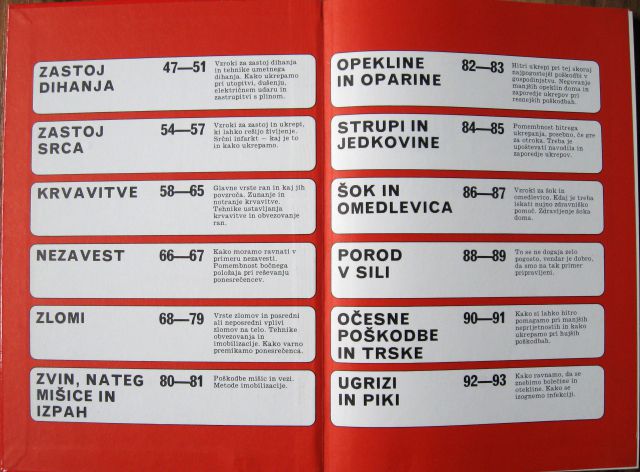 ZASTOJ
DIHANJA
47—51
Vzroki za zastoj dihanja
in tehnike umetnega
dihanja. Kako ukrepamo
pri utopitvi, dušenju,
električnem udaru in
zastrupitvi s plinom.
ZASTOJ
SRCA
54—57
Vzroki za zastoj in ukrepi,
ki lahko rešijo življenje.
Srčni infarkt — kaj je to
in kako ukrepamo.
KRVAVITVE
58—65
Glavne vrste ran in kaj jih
povzroča. Zunanje in
notranje krvavitve.
Tehnike ustavljanja
krvavitve in obvezovanje
ran.
NEZAVEST
66—67
Kako moramo ravnati v
primeru nezavesti.
Pomembnost bočnega
položaja pri reševanju
ponesrečencev.
ZLOMI
68—79
Vrste zlomov in posredni
ali neposredni vplivi
zlomov na telo. Tehnike
obvezovanja in
imobilizacije. Kako varno
premikamo ponesrečenca.
ZVIN, NATEG
MIŠICE IN
IZPAH
80—81
Poškodbe mišic in vezi.
Metode imobilizacije.
OPEKLINE
IN OPARINE
82—83
Hitri ukrepi pri tej skoraj
najpogostejši poškodbi v
gospodinjstvu. Negovanje
manjših opeklin doma in
zaporedje ukrepov pri
resnejših poškodbah.
STRUPI IN
JEDKOVINE
84—85
Pomembnost hitrega
ukrepanja, posebno, če gre
za otroka. Treba je
upoštevati navodila in
zaporedje ukrepov.
ŠOK IN
OMEDLEVICA
86—87
Vzroki za šok in
omedlevico. Kdaj je treba
iskati nujno zdravniško
pomoč. Zdravljenje šoka
doma.
POROD
V SILI
88—89
To se ne dogaja zelo
pogosto, vendar je dobro,
da smo na tak primer
pripravljeni.
OČESNE
POŠKODBE
IN TRSKE
90—91
Kako si lahko hitro
pomagamo pri manjših
neprijetnostih in kako
ukrepamo pri hujših
poškodbah.
UGRIZI
IN PIKI
92—93
Kako ravnamo, da se
znebimo bolečine in
otekline. Kako se
izognemo infekciji.